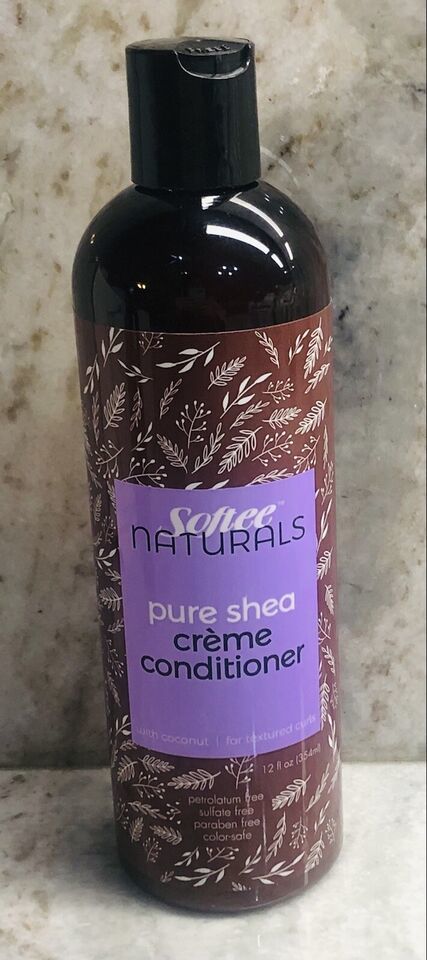 Softee™
NATURALS
pure shea
crème
conditioner
with coconut | for textured curls
12 fl oz (354ml)
petrolatum free
sulfate free
paraben free
color-safe